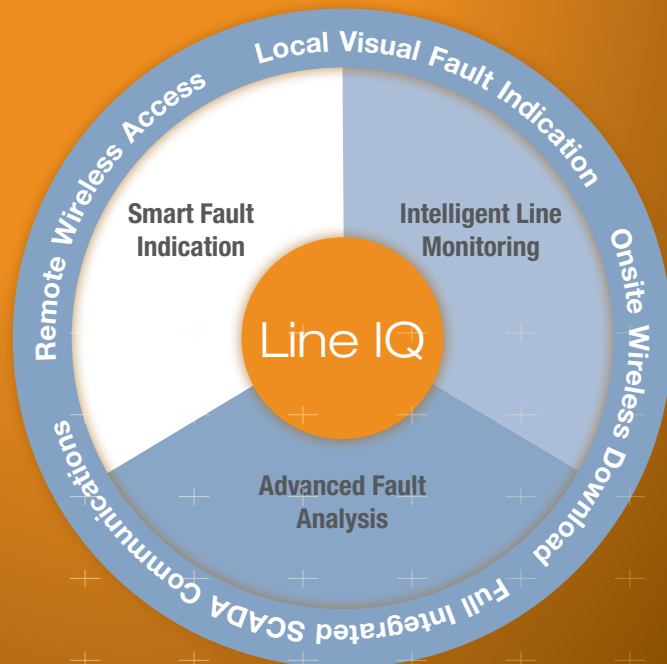 Local Visual Fault Indication
Onsite Wireless Download
Full Integrated SCADA Communications
Remote Wireless Access
Smart Fault
Indication
Intelligent Line
Monitoring
Line IQ
Advanced Fault
Analysis